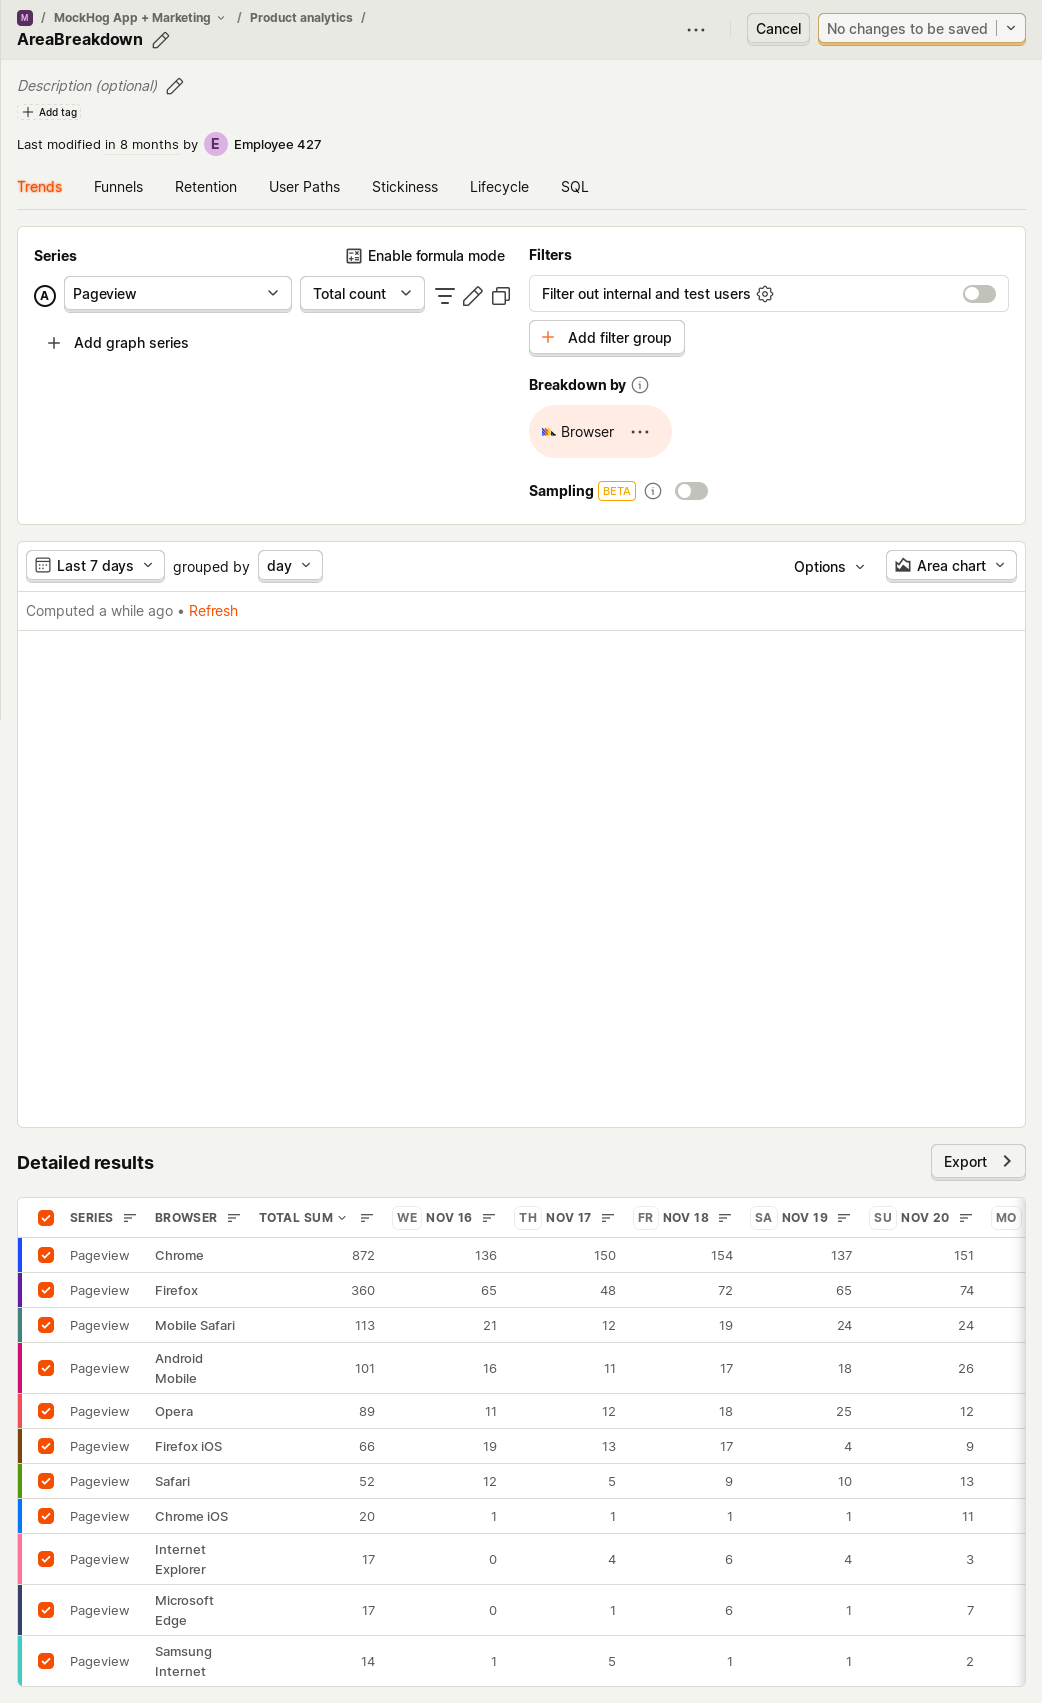 M / MockHog App + Marketing / Product analytics /
AreaBreakdown
Cancel
No changes to be saved
Description (optional)
Add tag
Last modified in 8 months by E Employee 427
Trends Funnels Retention User Paths Stickiness Lifecycle SQL
Series
Enable formula mode
A Pageview Total count
Add graph series
Filters
Filter out internal and test users
Add filter group
Breakdown by
Browser
Sampling BETA
Last 7 days grouped by day Options Area chart
Computed a while ago • Refresh
Detailed results
Export
SERIES BROWSER TOTAL SUM WE NOV 16 TH NOV 17 FR NOV 18 SA NOV 19 SU NOV 20 MO
Pageview Chrome 872 136 150 154 137 151
Pageview Firefox 360 65 48 72 65 74
Pageview Mobile Safari 113 21 12 19 24 24
Pageview Android Mobile 101 16 11 17 18 26
Pageview Opera 89 11 12 18 25 12
Pageview Firefox iOS 66 19 13 17 4 9
Pageview Safari 52 12 5 9 10 13
Pageview Chrome iOS 20 1 1 1 1 11
Pageview Internet Explorer 17 0 4 6 4 3
Pageview Microsoft Edge 17 0 1 6 1 7
Pageview Samsung Internet 14 1 5 1 1 2